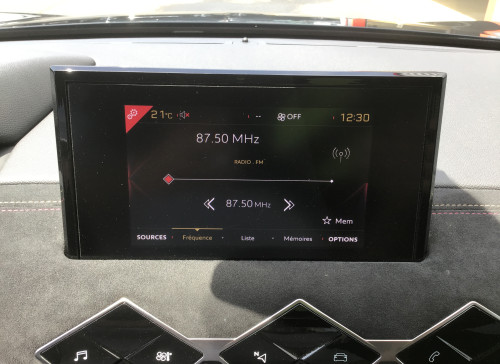 21°C -- OFF 12:30
87.50 MHz
RADIO . FM
87.50 MHz
Mem
SOURCES Fréquence Liste Mémoires OPTIONS
N